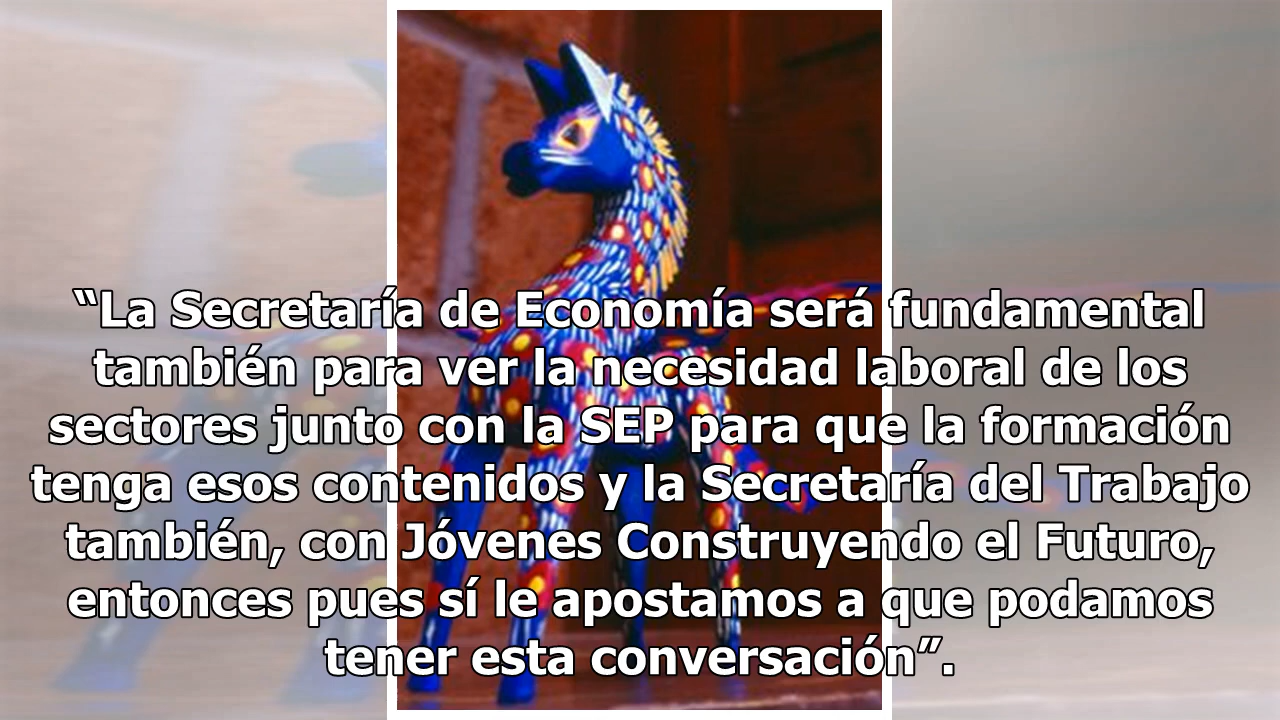 “La Secretaría de Economía será fundamental
también para ver la necesidad laboral de los
sectores junto con la SEP para que la formación
tenga esos contenidos y la Secretaría del Trabajo
también, con Jóvenes Construyendo el Futuro,
entonces pues sí le apostamos a que podamos
tener esta conversación”.